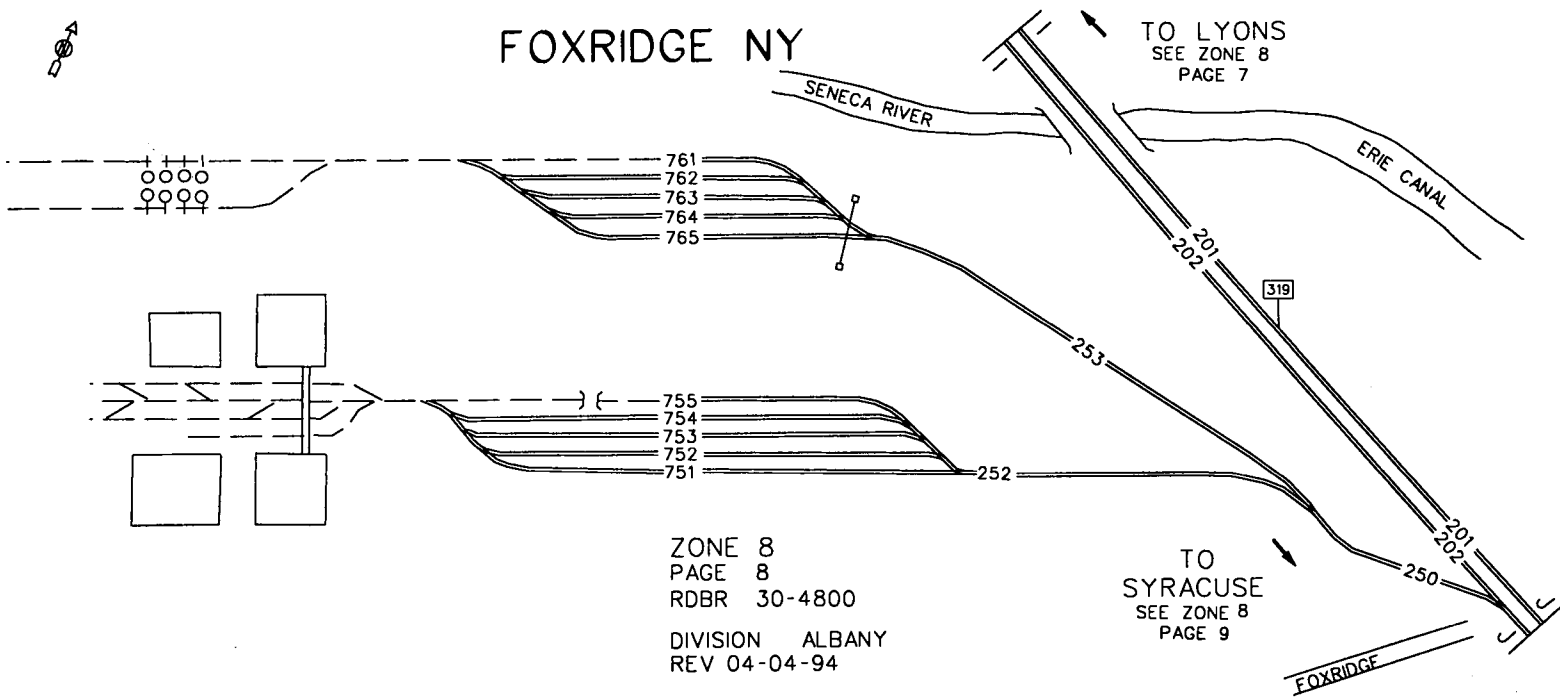 FOXRIDGE NY
TO LYONS
SEE ZONE 8
PAGE 7
SENECA RIVER
ERIE CANAL
761
762
763
764
765
201
202
319
253
755
754
753
752
751
252
201
202
250
ZONE 8
PAGE 8
RDBR 30-4800
DIVISION ALBANY
REV 04-04-94
TO
SYRACUSE
SEE ZONE 8
PAGE 9
FOXRIDGE